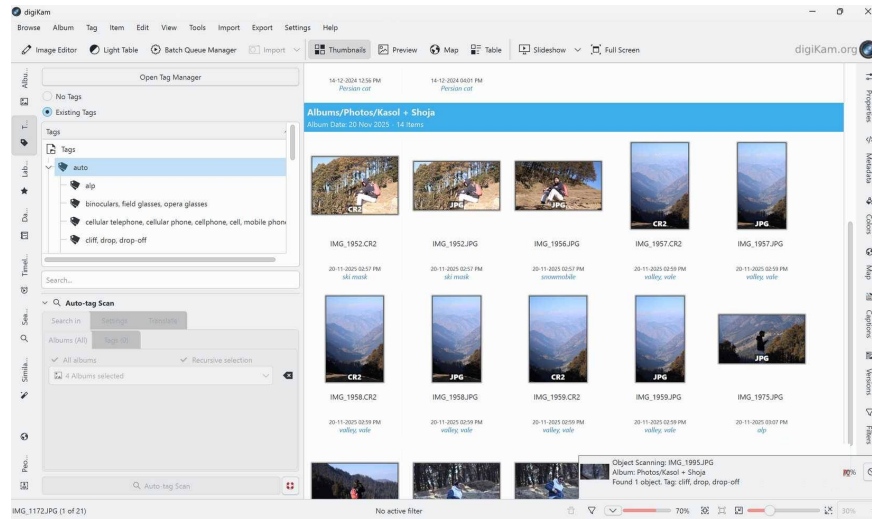 digiKam
Browse Album Tag Item Edit View Tools Import Export Settings Help
Image Editor Light Table Batch Queue Manager Import Thumbnails Preview Map Table Slideshow Full Screen digiKam.org
Open Tag Manager
No Tags
Existing Tags
Tags
Tags
auto
alp
binoculars, field glasses, opera glasses
cellular telephone, cellular phone, cellphone, cell, mobile phone
cliff, drop, drop-off
Search...
Auto-tag Scan
Search in Settings Translate
Albums (All) Tags (0)
All albums Recursive selection
4 Albums selected
Auto-tag Scan
Albu...
T...
Lab...
Da...
Timel...
Sea...
Simila...
Peo...
14-12-2024 12:56 PM 14-12-2024 04:01 PM
Persian cat Persian cat
Albums/Photos/Kasol + Shoja
Album Date: 20 Nov 2025 - 14 Items
CR2 JPG JPG CR2 JPG
IMG_1952.CR2 IMG_1952.JPG IMG_1956.JPG IMG_1957.CR2 IMG_1957.JPG
20-11-2025 02:57 PM 20-11-2025 02:57 PM 20-11-2025 02:57 PM 20-11-2025 02:59 PM 20-11-2025 02:59 PM
ski mask ski mask snowmobile valley, vale valley, vale
CR2 JPG CR2 JPG JPG
IMG_1958.CR2 IMG_1958.JPG IMG_1959.CR2 IMG_1959.JPG IMG_1975.JPG
20-11-2025 02:59 PM 20-11-2025 02:59 PM 20-11-2025 02:59 PM 20-11-2025 02:59 PM 20-11-2025 03:07 PM
valley, vale valley, vale valley, vale valley, vale alp
Object Scanning: IMG_1995.JPG
Album: Photos/Kasol + Shoja
Found 1 object. Tag: cliff, drop, drop-off
Properties
Metadata
Colors
Map
Captions
Versions
Filters
IMG_1172.JPG (1 of 21) No active filter 70% 30%